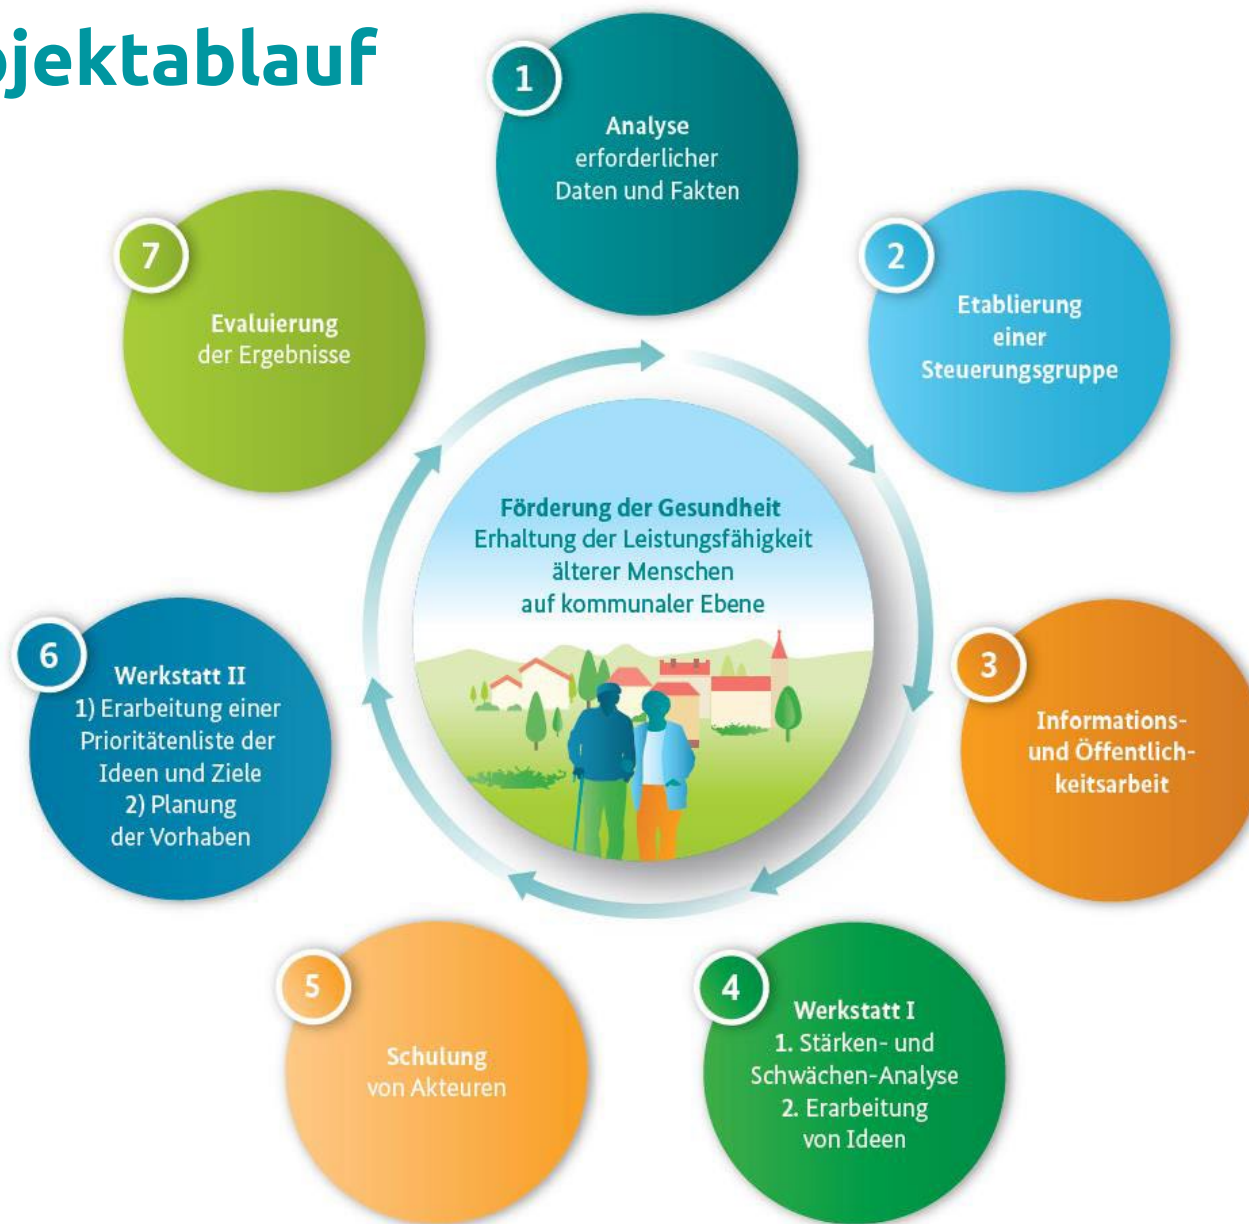 ojektablauf
1
Analyse
erforderlicher
Daten und Fakten
2
Etablierung
einer
Steuerungsgruppe
3
Informations-
und Öffentlich-
keitsarbeit
4
Werkstatt I
1. Stärken- und
Schwächen-Analyse
2. Erarbeitung
von Ideen
5
Schulung
von Akteuren
6
Werkstatt II
1) Erarbeitung einer
Prioritätenliste der
Ideen und Ziele
2) Planung
der Vorhaben
7
Evaluierung
der Ergebnisse
Förderung der Gesundheit
Erhaltung der Leistungsfähigkeit
älterer Menschen
auf kommunaler Ebene